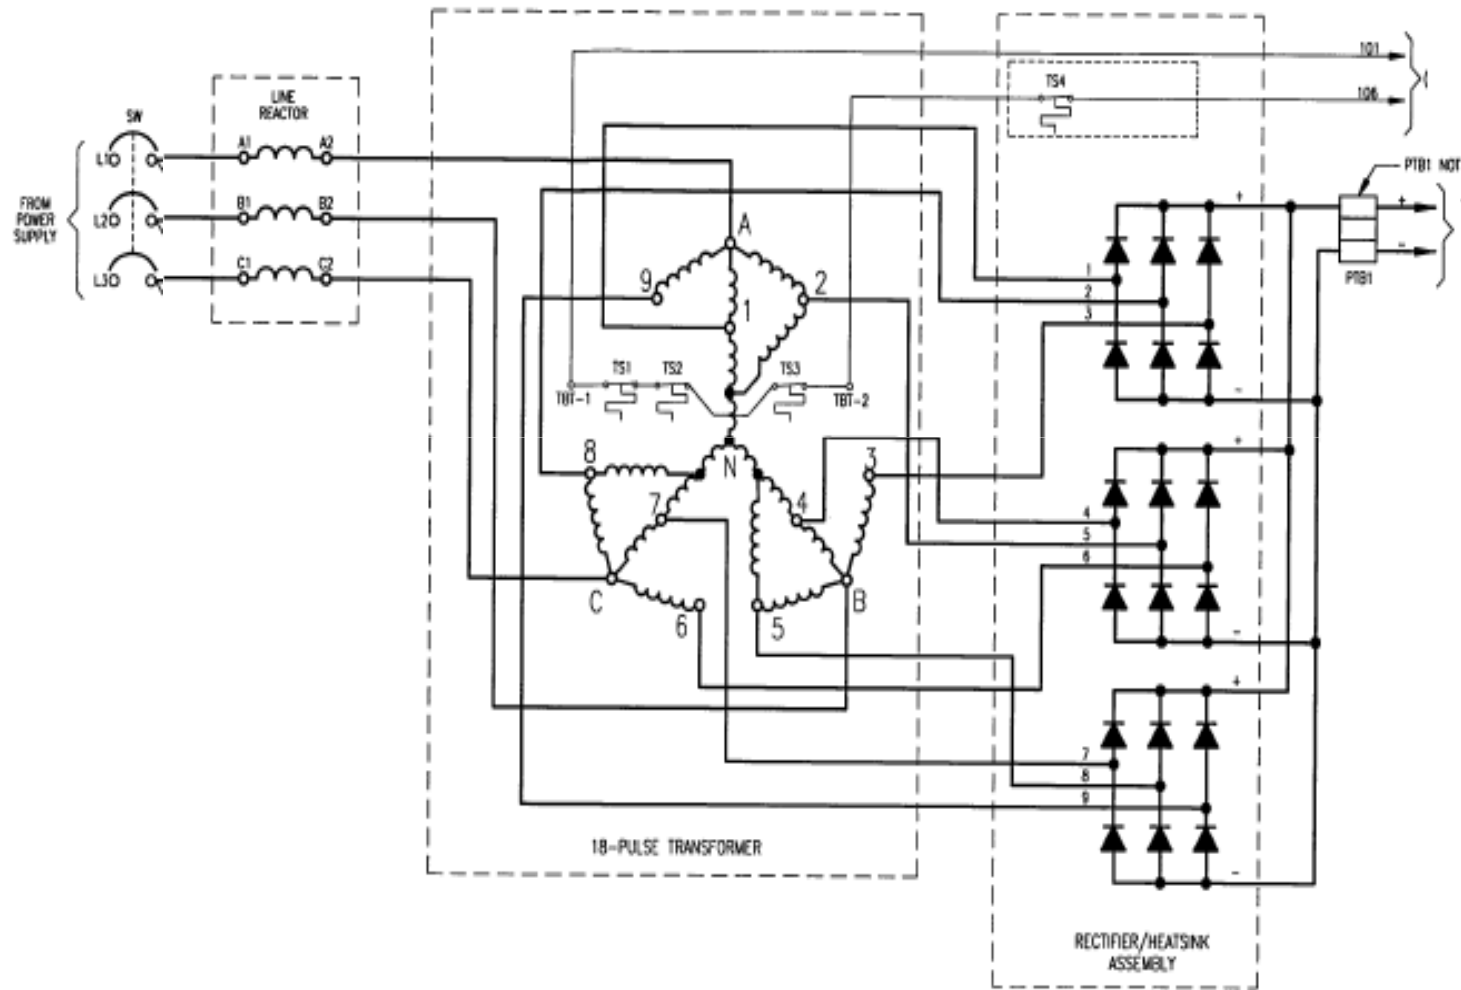 101
TS4
106
LINE
REACTOR
SW
L1
A1
A2
PTB1 NOT
FROM
POWER
SUPPLY
L2
B1
B2
+
-
PTB1
L3
C1
C2
A
9
2
1
+
1
2
3
-
TS1
TS2
TS3
TBT-1
TBT-2
8
N
3
7
4
+
4
5
6
-
C
B
6
5
+
7
8
9
-
18-PULSE TRANSFORMER
RECTIFIER/HEATSINK
ASSEMBLY